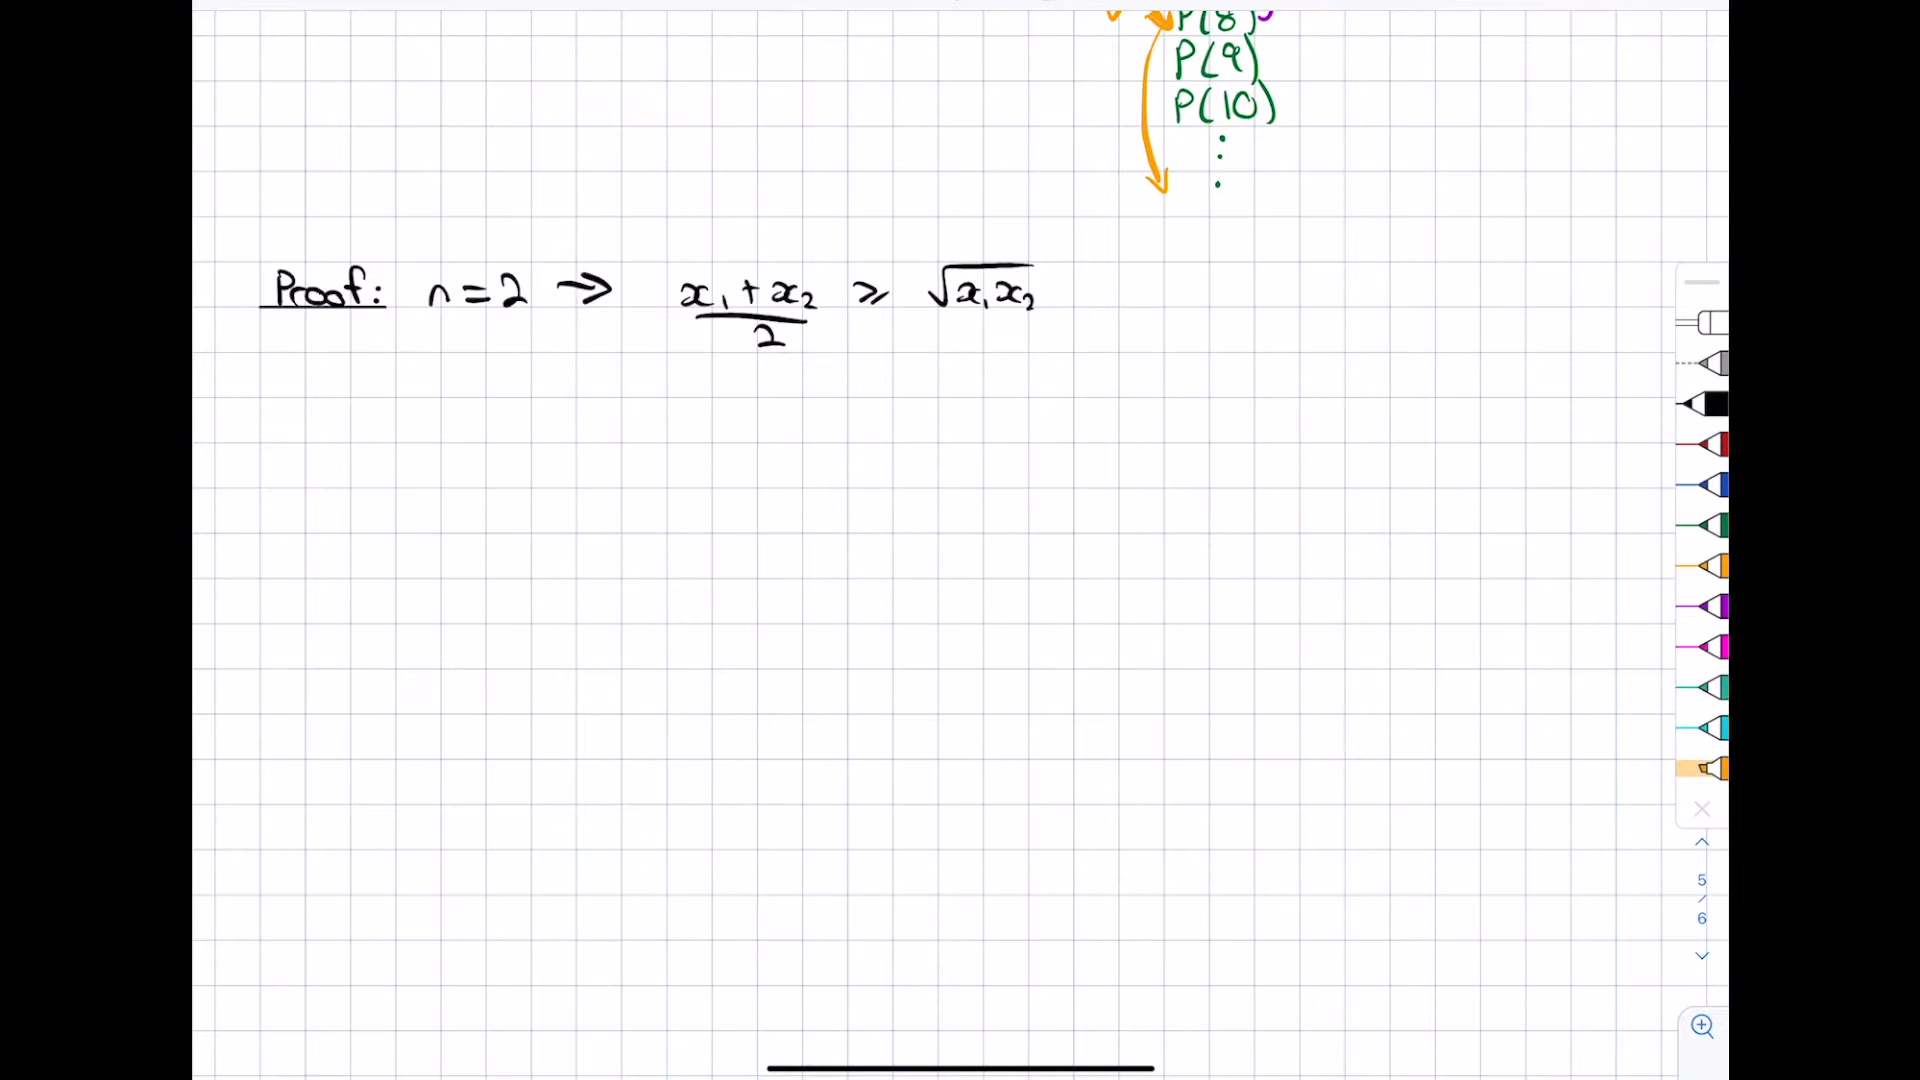 P(8)
P(9)
P(10)
⋮
Proof: n=2 → x₁ + x₂ / 2 ≥ √x₁x₂
5
6